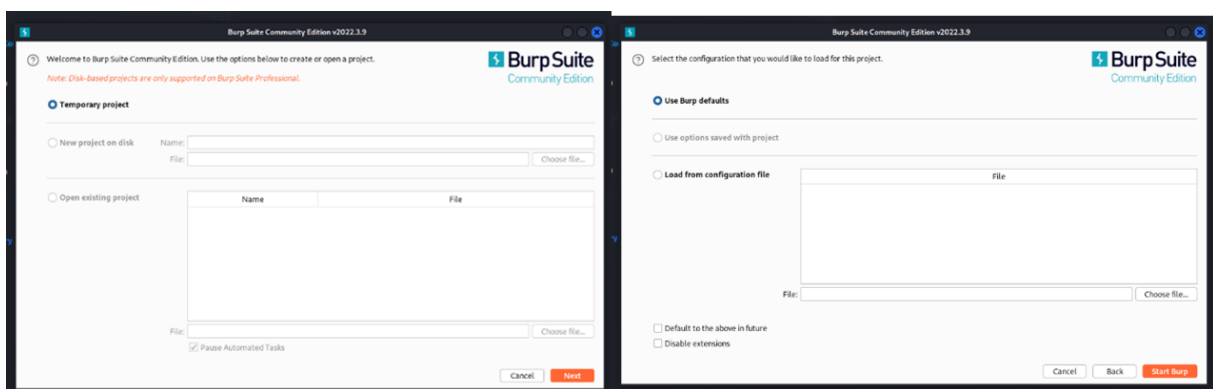 Burp Suite Community Edition v2022.3.9
Welcome to Burp Suite Community Edition. Use the options below to create or open a project.
Note: Disk-based projects are only supported on Burp Suite Professional.
Burp Suite
Community Edition
Temporary project
New project on disk
Name:
File:
Choose file...
Open existing project
Name
File
File:
Choose file...
Pause Automated Tasks
Cancel
Next
Burp Suite Community Edition v2022.3.9
Select the configuration that you would like to load for this project.
Burp Suite
Community Edition
Use Burp defaults
Use options saved with project
Load from configuration file
File
File:
Choose file...
Default to the above in future
Disable extensions
Cancel
Back
Start Burp